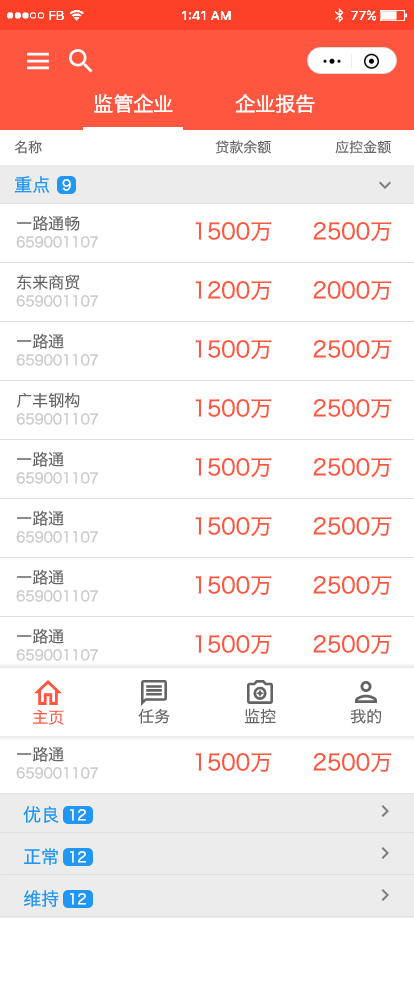 FB 1:41 AM 77%
监管企业 企业报告
名称 贷款余额 应控金额
重点 9
一路通畅 1500万 2500万
659001107
东来商贸 1200万 2000万
659001107
一路通 1500万 2500万
659001107
广丰钢构 1500万 2500万
659001107
一路通 1500万 2500万
659001107
一路通 1500万 2500万
659001107
一路通 1500万 2500万
659001107
一路通 1500万 2500万
659001107
主页 任务 监控 我的
一路通 1500万 2500万
659001107
优良 12
正常 12
维持 12